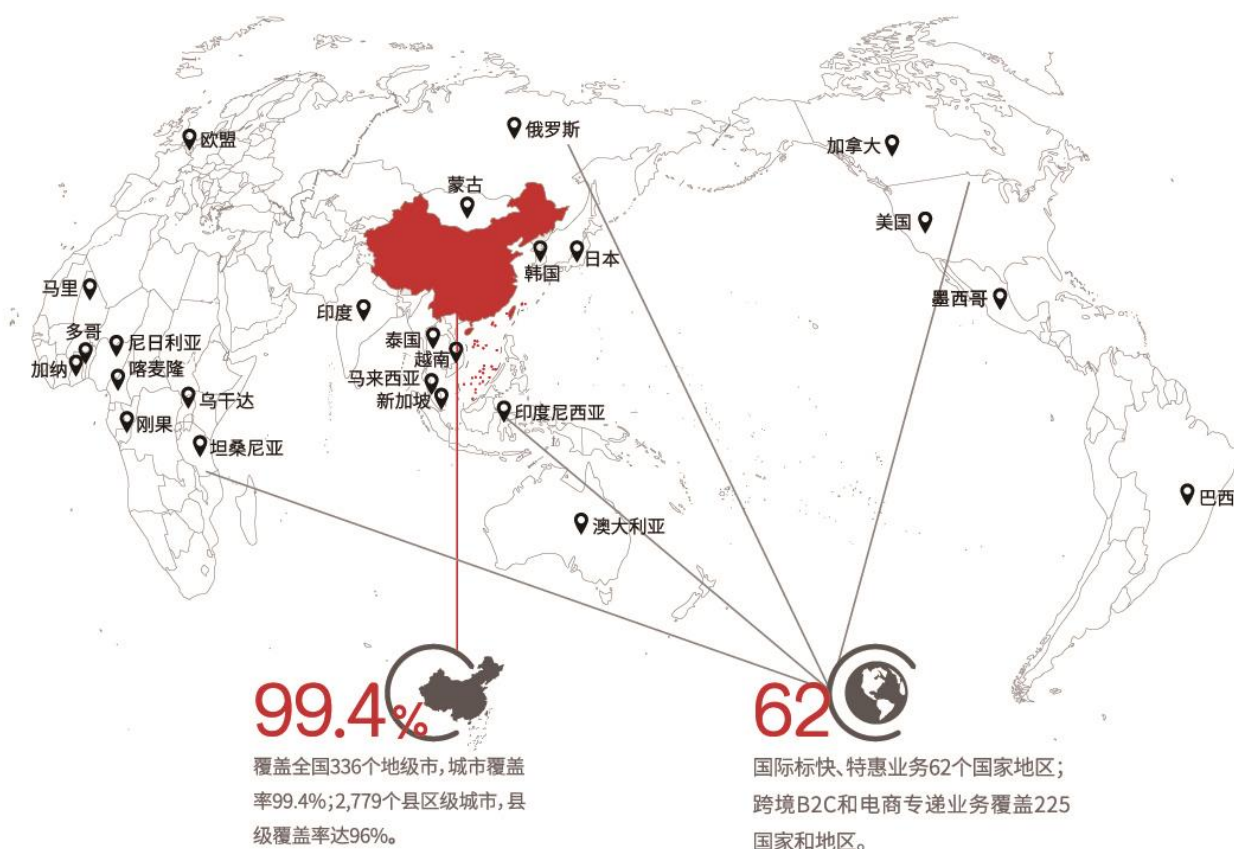 欧盟
俄罗斯
加拿大
蒙古
美国
韩国
日本
马里
印度
墨西哥
多哥
尼日利亚
泰国
越南
加纳
喀麦隆
马来西亚
新加坡
乌干达
印度尼西亚
刚果
坦桑尼亚
巴西
澳大利亚
99.4%
覆盖全国336个地级市,城市覆盖
率99.4%;2,779个县区级城市,县
级覆盖率达96%。
62
国际标快、特惠业务62个国家地区;
跨境B2C和电商专递业务覆盖225
国家和地区。